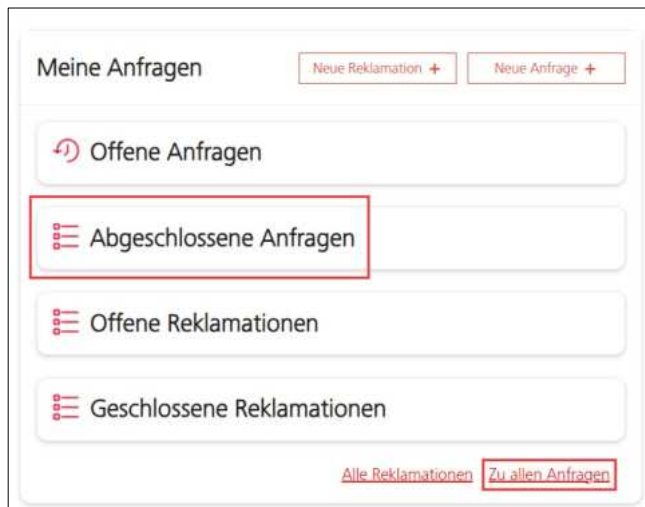 Meine Anfragen
Neue Reklamation +
Neue Anfrage +
Offene Anfragen
Abgeschlossene Anfragen
Offene Reklamationen
Geschlossene Reklamationen
Alle Reklamationen Zu allen Anfragen